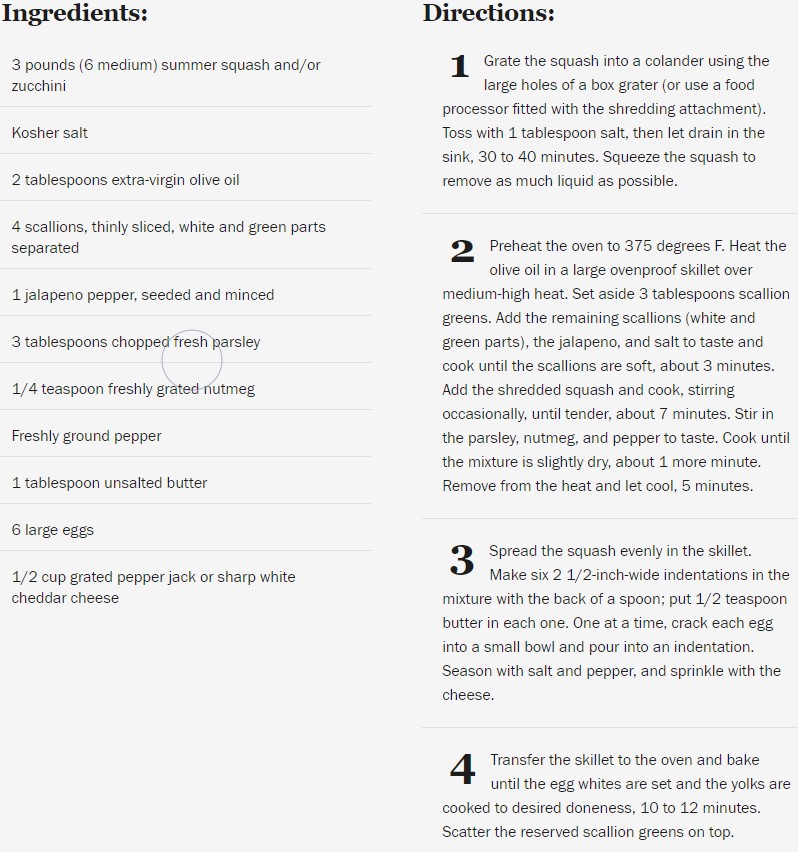 Ingredients:
3 pounds (6 medium) summer squash and/or
zucchini
Kosher salt
2 tablespoons extra-virgin olive oil
4 scallions, thinly sliced, white and green parts
separated
1 jalapeno pepper, seeded and minced
3 tablespoons chopped fresh parsley
1/4 teaspoon freshly grated nutmeg
Freshly ground pepper
1 tablespoon unsalted butter
6 large eggs
1/2 cup grated pepper jack or sharp white
cheddar cheese
Directions:
1 Grate the squash into a colander using the
large holes of a box grater (or use a food
processor fitted with the shredding attachment).
Toss with 1 tablespoon salt, then let drain in the
sink, 30 to 40 minutes. Squeeze the squash to
remove as much liquid as possible.
2 Preheat the oven to 375 degrees F. Heat the
olive oil in a large ovenproof skillet over
medium-high heat. Set aside 3 tablespoons scallion
greens. Add the remaining scallions (white and
green parts), the jalapeno, and salt to taste and
cook until the scallions are soft, about 3 minutes.
Add the shredded squash and cook, stirring
occasionally, until tender, about 7 minutes. Stir in
the parsley, nutmeg, and pepper to taste. Cook until
the mixture is slightly dry, about 1 more minute.
Remove from the heat and let cool, 5 minutes.
3 Spread the squash evenly in the skillet.
Make six 2 1/2-inch-wide indentations in the
mixture with the back of a spoon; put 1/2 teaspoon
butter in each one. One at a time, crack each egg
into a small bowl and pour into an indentation.
Season with salt and pepper, and sprinkle with the
cheese.
4 Transfer the skillet to the oven and bake
until the egg whites are set and the yolks are
cooked to desired doneness, 10 to 12 minutes.
Scatter the reserved scallion greens on top.